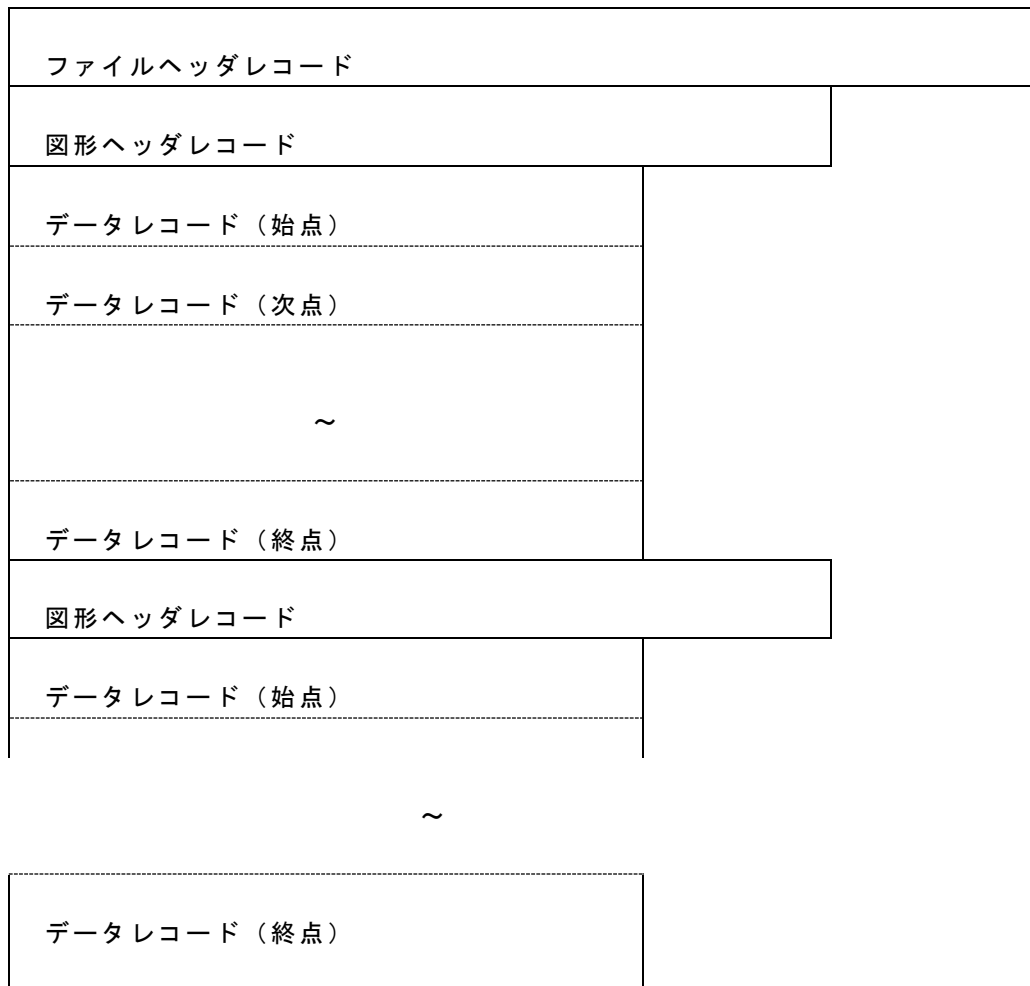 ファイルヘッダレコード
図形ヘッダレコード
データレコード（始点）
データレコード（次点）
～
データレコード（終点）
図形ヘッダレコード
データレコード（始点）
～
データレコード（終点）